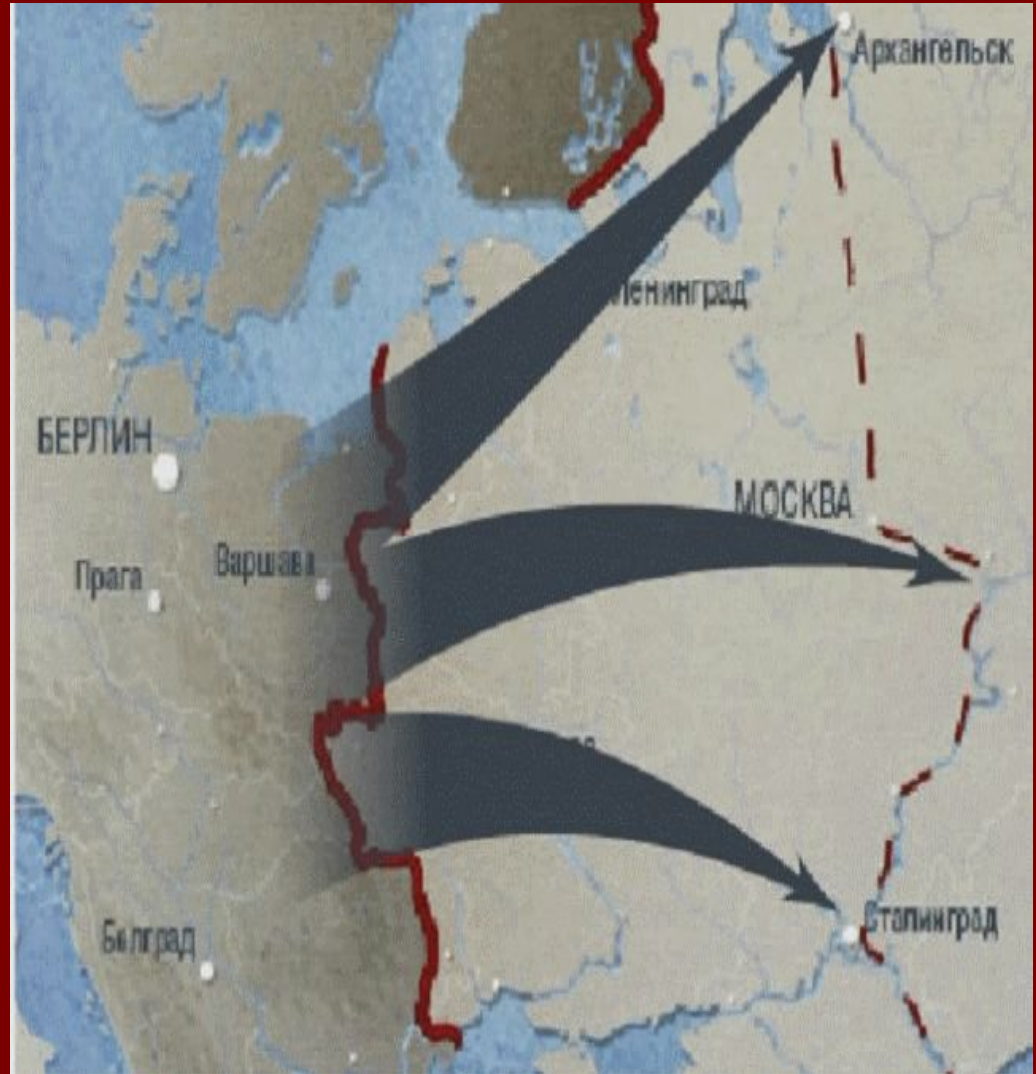 Архангельск
Ленинград
БЕРЛИН
МОСКВА
Варшава
Прага
Сталинград
Белград